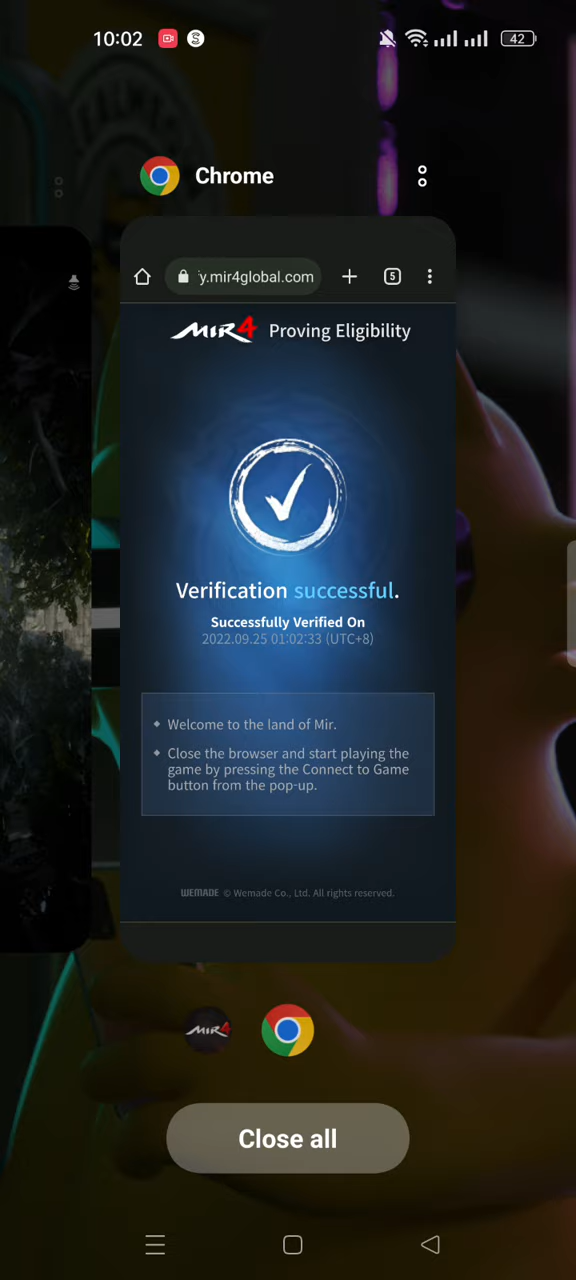 10:02
42
Chrome
y.mir4global.com
5
MIR4 Proving Eligibility
Verification successful.
Successfully Verified On
2022.09.25 01:02:33 (UTC+8)
Welcome to the land of Mir.
Close the browser and start playing the
game by pressing the Connect to Game
button from the pop-up.
WEMADE © Wemade Co., Ltd. All rights reserved.
MIR4
Close all